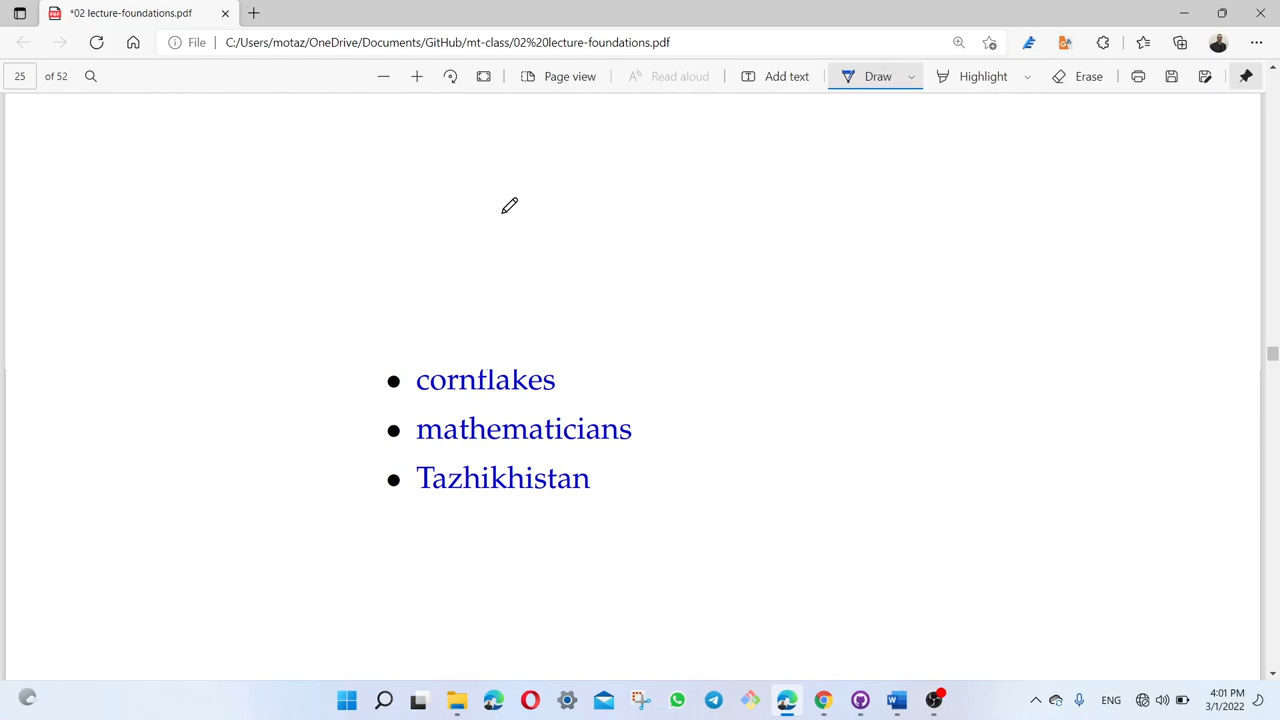 *02 lecture-foundations.pdf
File C:/Users/motaz/OneDrive/Documents/GitHub/mt-class/02%20lecture-foundations.pdf
25 of 52 Page view Read aloud Add text Draw Highlight Erase
cornflakes
mathematicians
Tazhikhistan
ENG 4:01 PM
3/1/2022